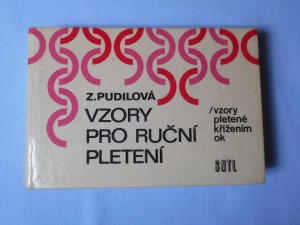 Z. PUDILOVÁ
VZORY
PRO RUČNÍ
PLETENÍ
/vzory
pletené
křížením
ok
SNTL